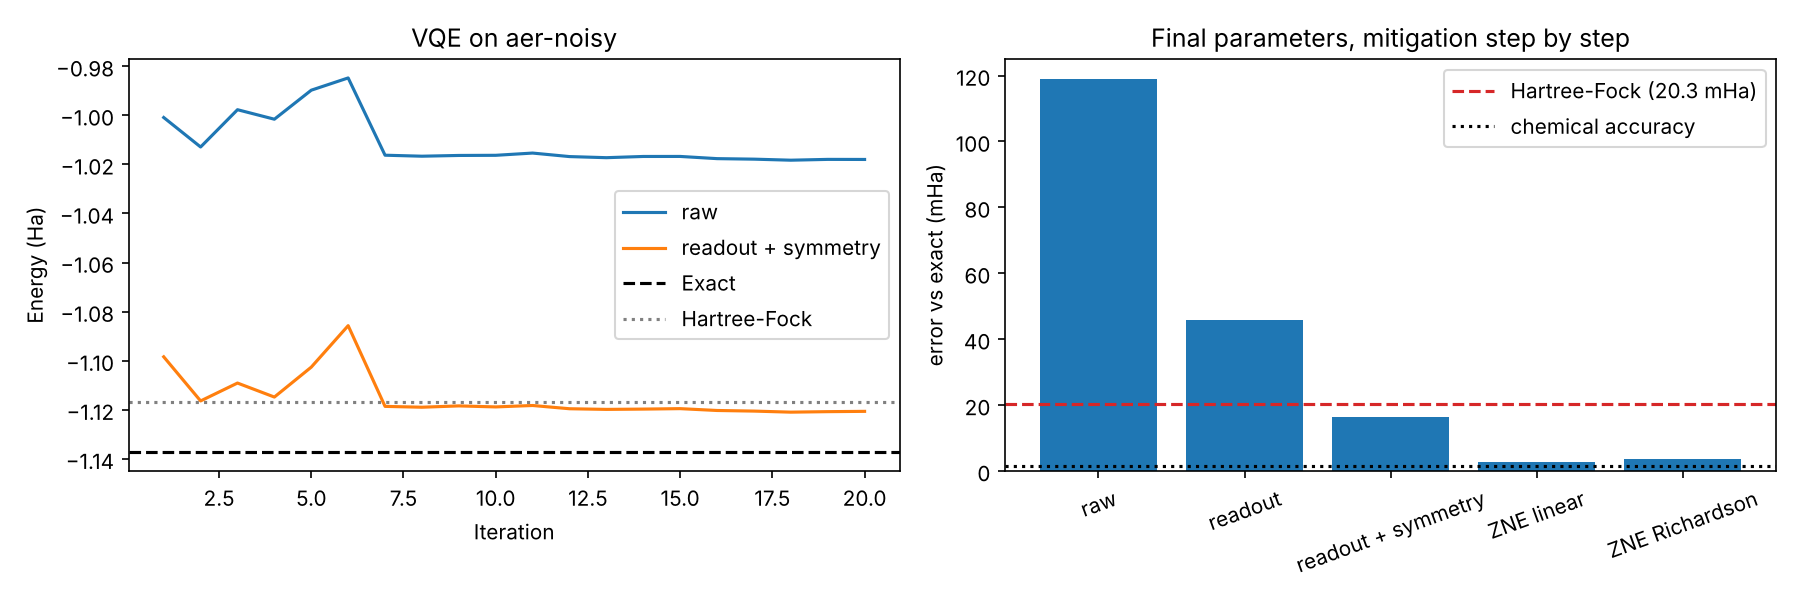 VQE on aer-noisy
Energy (Ha)
−0.98
−1.00
−1.02
−1.04
−1.06
−1.08
−1.10
−1.12
−1.14
raw
readout + symmetry
Exact
Hartree-Fock
2.5 5.0 7.5 10.0 12.5 15.0 17.5 20.0
Iteration
Final parameters, mitigation step by step
error vs exact (mHa)
120
100
80
60
40
20
0
Hartree-Fock (20.3 mHa)
chemical accuracy
raw
readout
readout + symmetry
ZNE linear
ZNE Richardson